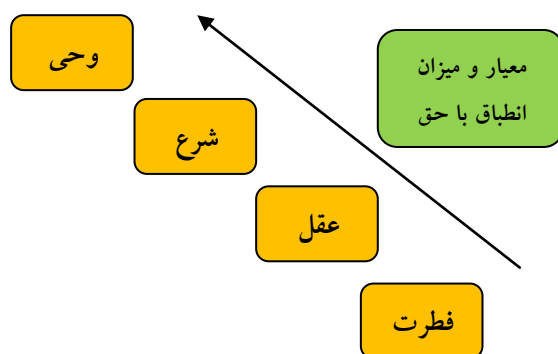 وحی
معیار و میزان
انطباق با حق
شرع
عقل
فطرت